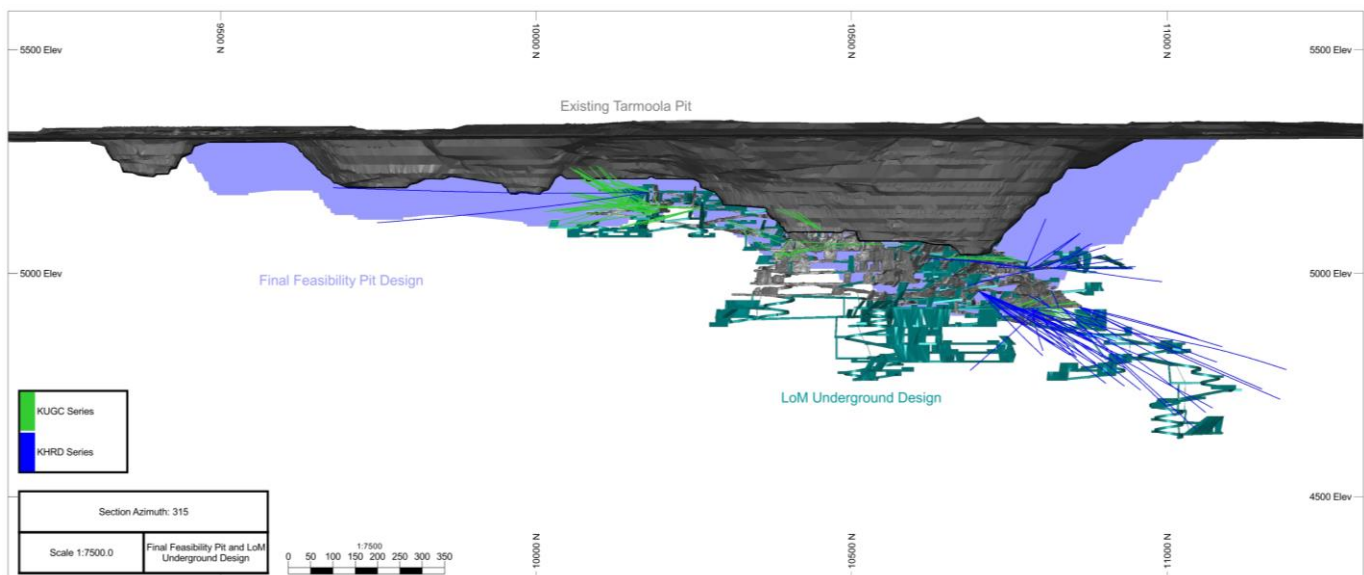 9500 N
10000 N
10500 N
11000 N
5500 Elev
5500 Elev
Existing Tarmoola Pit
5000 Elev
5000 Elev
Final Feasibility Pit Design
LoM Underground Design
KUGC Series
KHRD Series
4500 Elev
Section Azimuth: 315
Scale 1:7500.0
Final Feasibility Pit and LoM
Underground Design
1:7500
0 50 100 150 200 250 300 350
10000 N
10500 N
11000 N